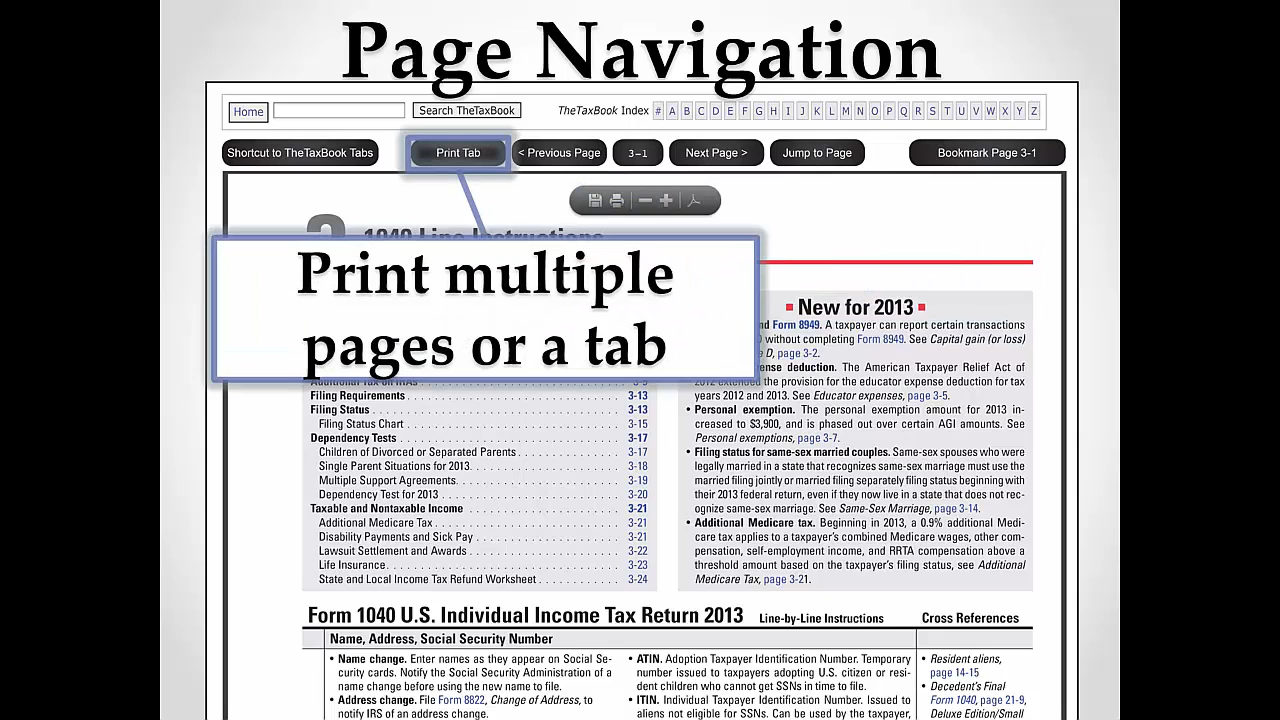 Page Navigation
Home
Search TheTaxBook
TheTaxBook Index # A B C D E F G H I J K L M N O P Q R S T U V W X Y Z
Shortcut to TheTaxBook Tabs
Print Tab
< Previous Page
3-1
Next Page >
Jump to Page
Bookmark Page 3-1
1040 Line Instructions
Print multiple
pages or a tab
Additional Tax on IRAs 3-9
Filing Requirements 3-13
Filing Status 3-13
Filing Status Chart 3-15
Dependency Tests 3-17
Children of Divorced or Separated Parents 3-17
Single Parent Situations for 2013 3-18
Multiple Support Agreements 3-19
Dependency Test for 2013 3-20
Taxable and Nontaxable Income 3-21
Additional Medicare Tax 3-21
Disability Payments and Sick Pay 3-21
Lawsuit Settlement and Awards 3-22
Life Insurance 3-23
State and Local Income Tax Refund Worksheet 3-24
New for 2013
Form 8949. A taxpayer can report certain transactions
without completing Form 8949. See Capital gain (or loss)
D, page 3-2.
deduction. The American Taxpayer Relief Act of
2012 extended the provision for the educator expense deduction for tax
years 2012 and 2013. See Educator expenses, page 3-5.
• Personal exemption. The personal exemption amount for 2013 in-
creased to $3,900, and is phased out over certain AGI amounts. See
Personal exemptions, page 3-7.
• Filing status for same-sex married couples. Same-sex spouses who were
legally married in a state that recognizes same-sex marriage must use the
married filing jointly or married filing separately filing status beginning with
their 2013 federal return, even if they now live in a state that does not rec-
ognize same-sex marriage. See Same-Sex Marriage, page 3-14.
• Additional Medicare tax. Beginning in 2013, a 0.9% additional Medi-
care tax applies to a taxpayer's combined Medicare wages, other com-
pensation, self-employment income, and RRTA compensation above a
threshold amount based on the taxpayer's filing status, see Additional
Medicare Tax, page 3-21.
Form 1040 U.S. Individual Income Tax Return 2013 Line-by-Line Instructions Cross References
Name, Address, Social Security Number
• Name change. Enter names as they appear on Social Se-
curity card. Notify the Social Security Administration of a
name change before using the new name to file.
• Address change. File Form 8822, Change of Address, to
notify IRS of an address change.
• ATIN. Adoption Taxpayer Identification Number. Temporary
number issued to taxpayers adopting U.S. citizen or resi-
dent children who cannot get SSNs in time to file.
• ITIN. Individual Taxpayer Identification Number. Issued to
aliens not eligible for SSNs. Can be used by the taxpayer,
• Resident aliens,
page 14-15
• Decedent's Final
Form 1040, page 21-9,
Deluxe Edition/Small